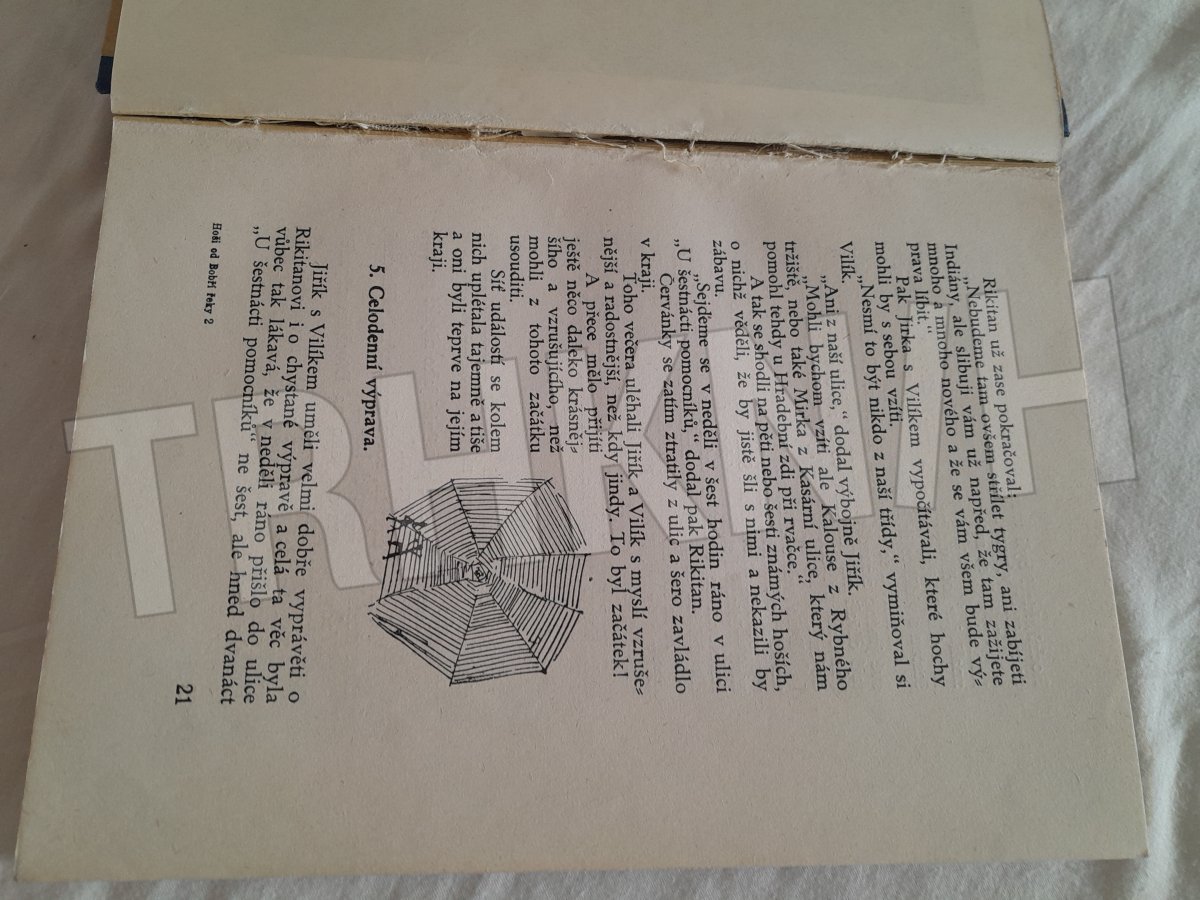 Rikitan už zase pokračoval:
„Nebudeme tam ovšem střílet tygry, ani zabíjeti
Indiány, ale slibuji vám už napřed, že tam zažijete
mnoho a mnoho nového a že se vám všem bude vý-
prava líbit.“
Pak Jirka s Vilíkem vypočítávali, které hochy
mohli by s sebou vzíti.
„Nesmí to být nikdo z naší třídy,“ vymiňoval si
Vilík.
„Ani z naší ulice,“ dodal výbojně Jiřík.
„Mohli bychom vzíti ale Kalouse z Rybného
tržiště, nebo také Mirka z Kasární ulice, který nám
pomohl tehdy u Hradební zdi při rvačce.“
A tak se shodli na pěti nebo šesti známých hoších,
o nichž věděli, že by jistě šli s nimi a nekazili by
zábavu.
„Sejdeme se v neděli v šest hodin ráno v ulici
„U šestnácti pomocníků,“ dodal pak Rikitan.
Červánky se zatím ztratily z ulic a šero zavládlo
v kraji.
Toho večera uléhali Jiřík a Vilík s myslí vzruše-
nější a radostnější, než kdy jindy. To byl začátek!
A přece mělo přijíti
ještě něco daleko krásněj-
šího a vzrušujícího, než
mohli z tohoto začátku
usouditi.
Síť událostí se kolem
nich uplétala tajemně a tiše
a oni byli teprve na jejím
kraji.
5. Celodenní výprava.
Jiřík s Vilíkem uměli velmi dobře vyprávěti o
Rikitanovi i o chystané výpravě a celá ta věc byla
vůbec tak lákavá, že v neděli ráno přišlo do ulice
„U šestnácti pomocníků“ ne šest, ale hned dvanáct
Hoši od Bobří řeky 2
21
TRHKNIH